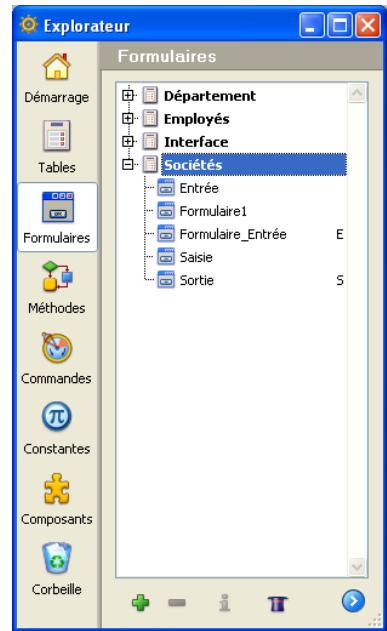 Explorateur
Formulaires
Démarrage
Tables
Formulaires
Méthodes
Commandes
Constantes
Composants
Corbeille
Département
Employés
Interface
Sociétés
Entrée
Formulaire1
Formulaire_Entrée E
Saisie
Sortie S